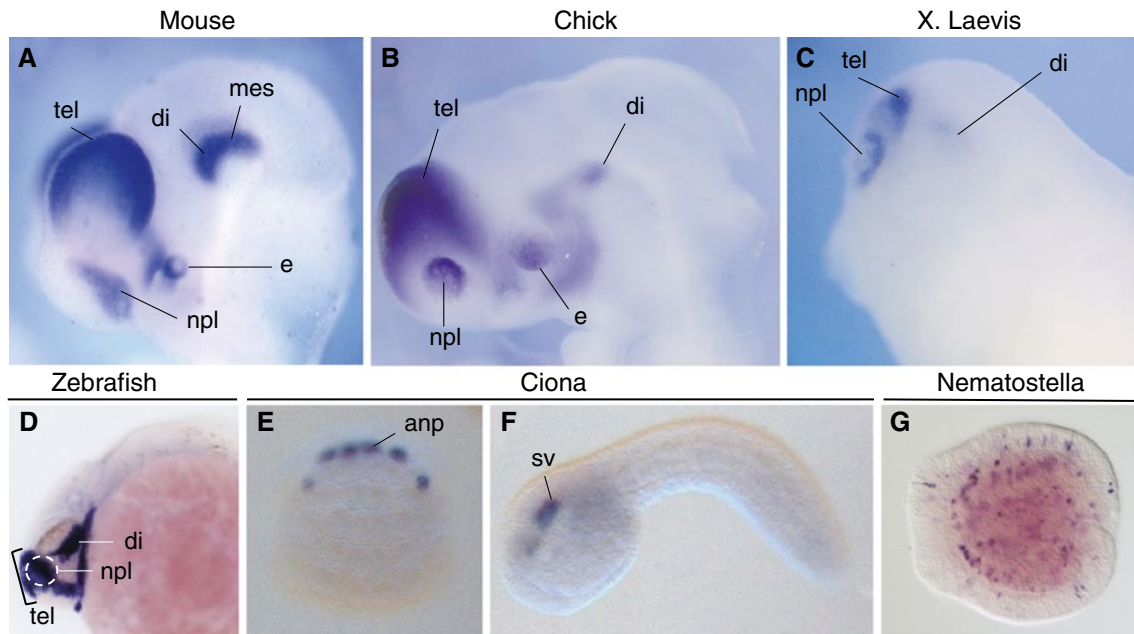 Mouse
Chick
X. Laevis
A
tel
di
mes
e
npl
B
tel
di
npl
e
C
tel
npl
di
Zebrafish
Ciona
Nematostella
D
di
npl
tel
E
anp
F
sv
G